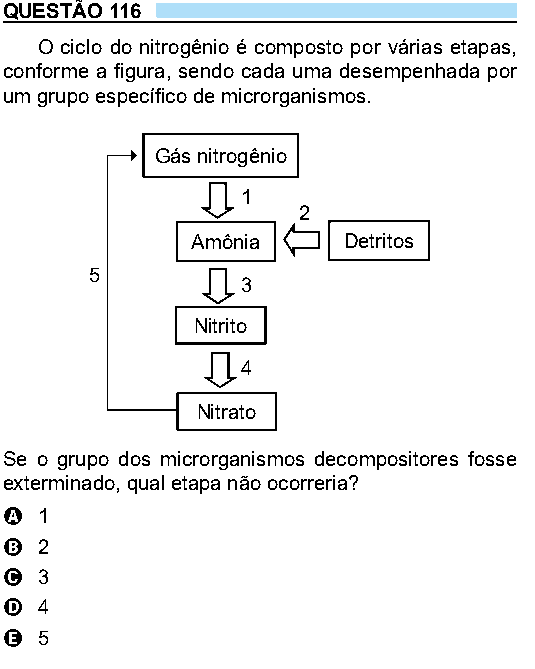 QUESTÃO 116
O ciclo do nitrogênio é composto por várias etapas,
conforme a figura, sendo cada uma desempenhada por
um grupo específico de microrganismos.
Gás nitrogênio
1
2
Amônia
Detritos
5
3
Nitrito
4
Nitrato
Se o grupo dos microrganismos decompositores fosse
exterminado, qual etapa não ocorreria?
A 1
B 2
C 3
D 4
E 5